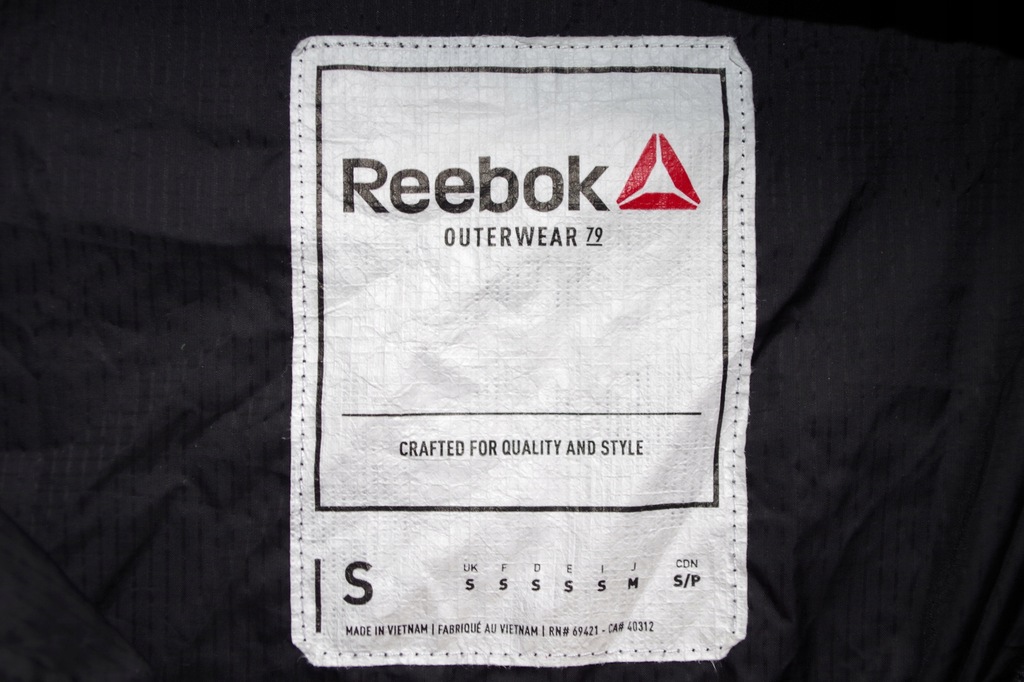 Reebok
OUTERWEAR 79
CRAFTED FOR QUALITY AND STYLE
S
UK F D E I J CDN
S S S S S M S/P
MADE IN VIETNAM | FABRIQUÉ AU VIETNAM | RN# 69421 - CA# 40312